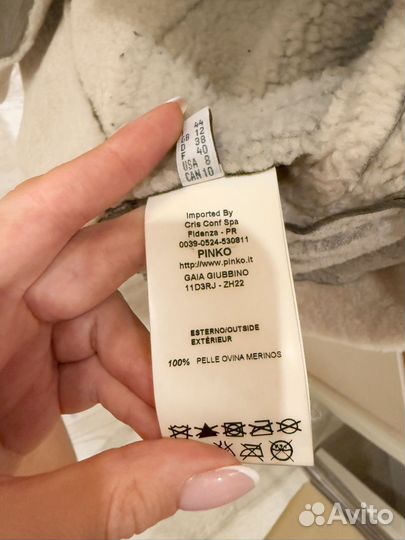 44
GB 12
D 38
F 40
USA 8
CAN 10
Imported By
Cris Conf Spa
Fidenza - PR
0039-0524-530811
PINKO
http://www.pinko.it
GAIA GIUBBINO
11D3RJ - ZH22
ESTERNO/OUTSIDE
EXTÉRIEUR
100% PELLE OVINA MERINOS
Avito